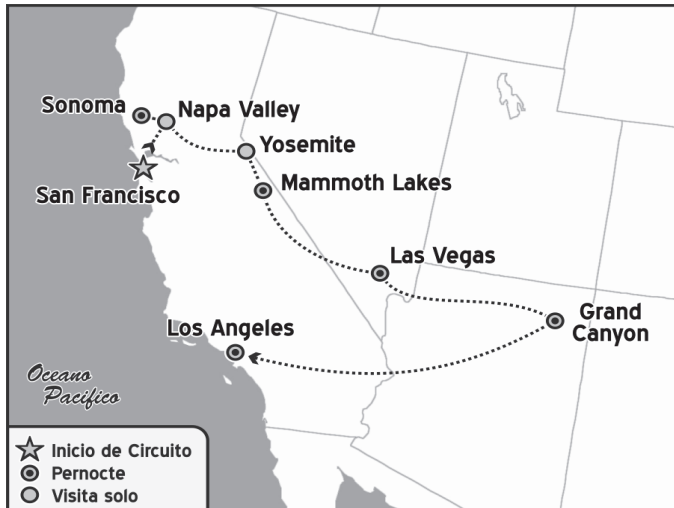 Sonoma
Napa Valley
Yosemite
San Francisco
Mammoth Lakes
Las Vegas
Grand
Canyon
Los Angeles
Oceano
Pacifico
Inicio de Circuito
Pernocte
Visita solo